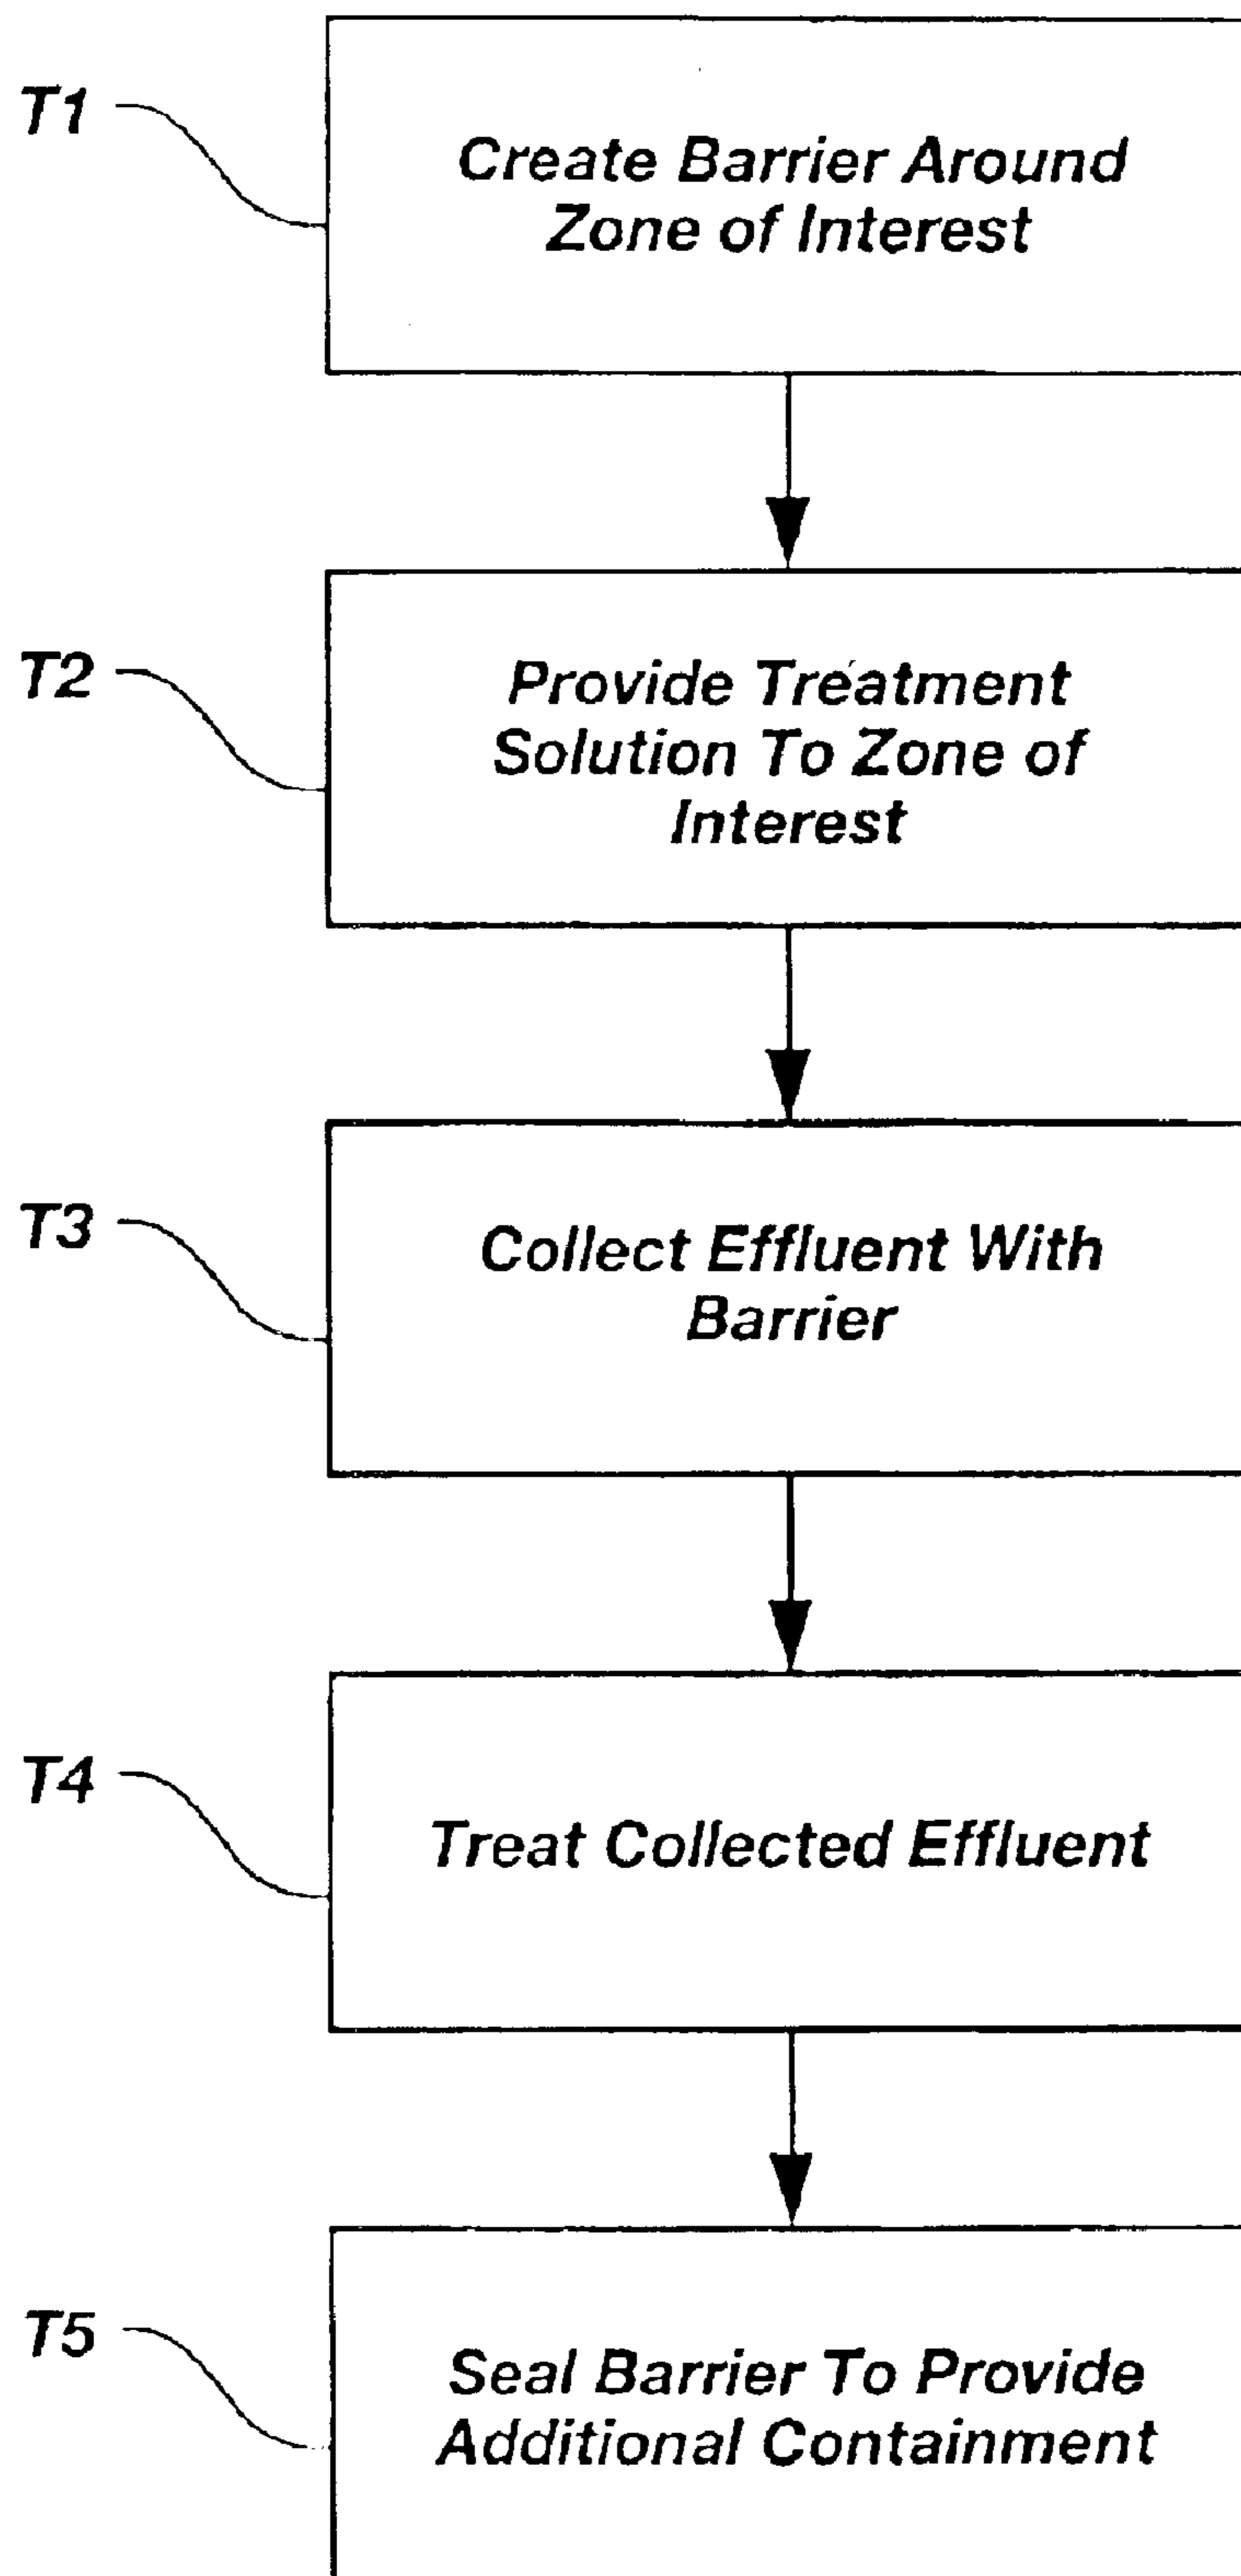 T1
Create Barrier Around
Zone of Interest
T2
Provide Treatment
Solution To Zone of
Interest
T3
Collect Effluent With
Barrier
T4
Treat Collected Effluent
T5
Seal Barrier To Provide
Additional Containment